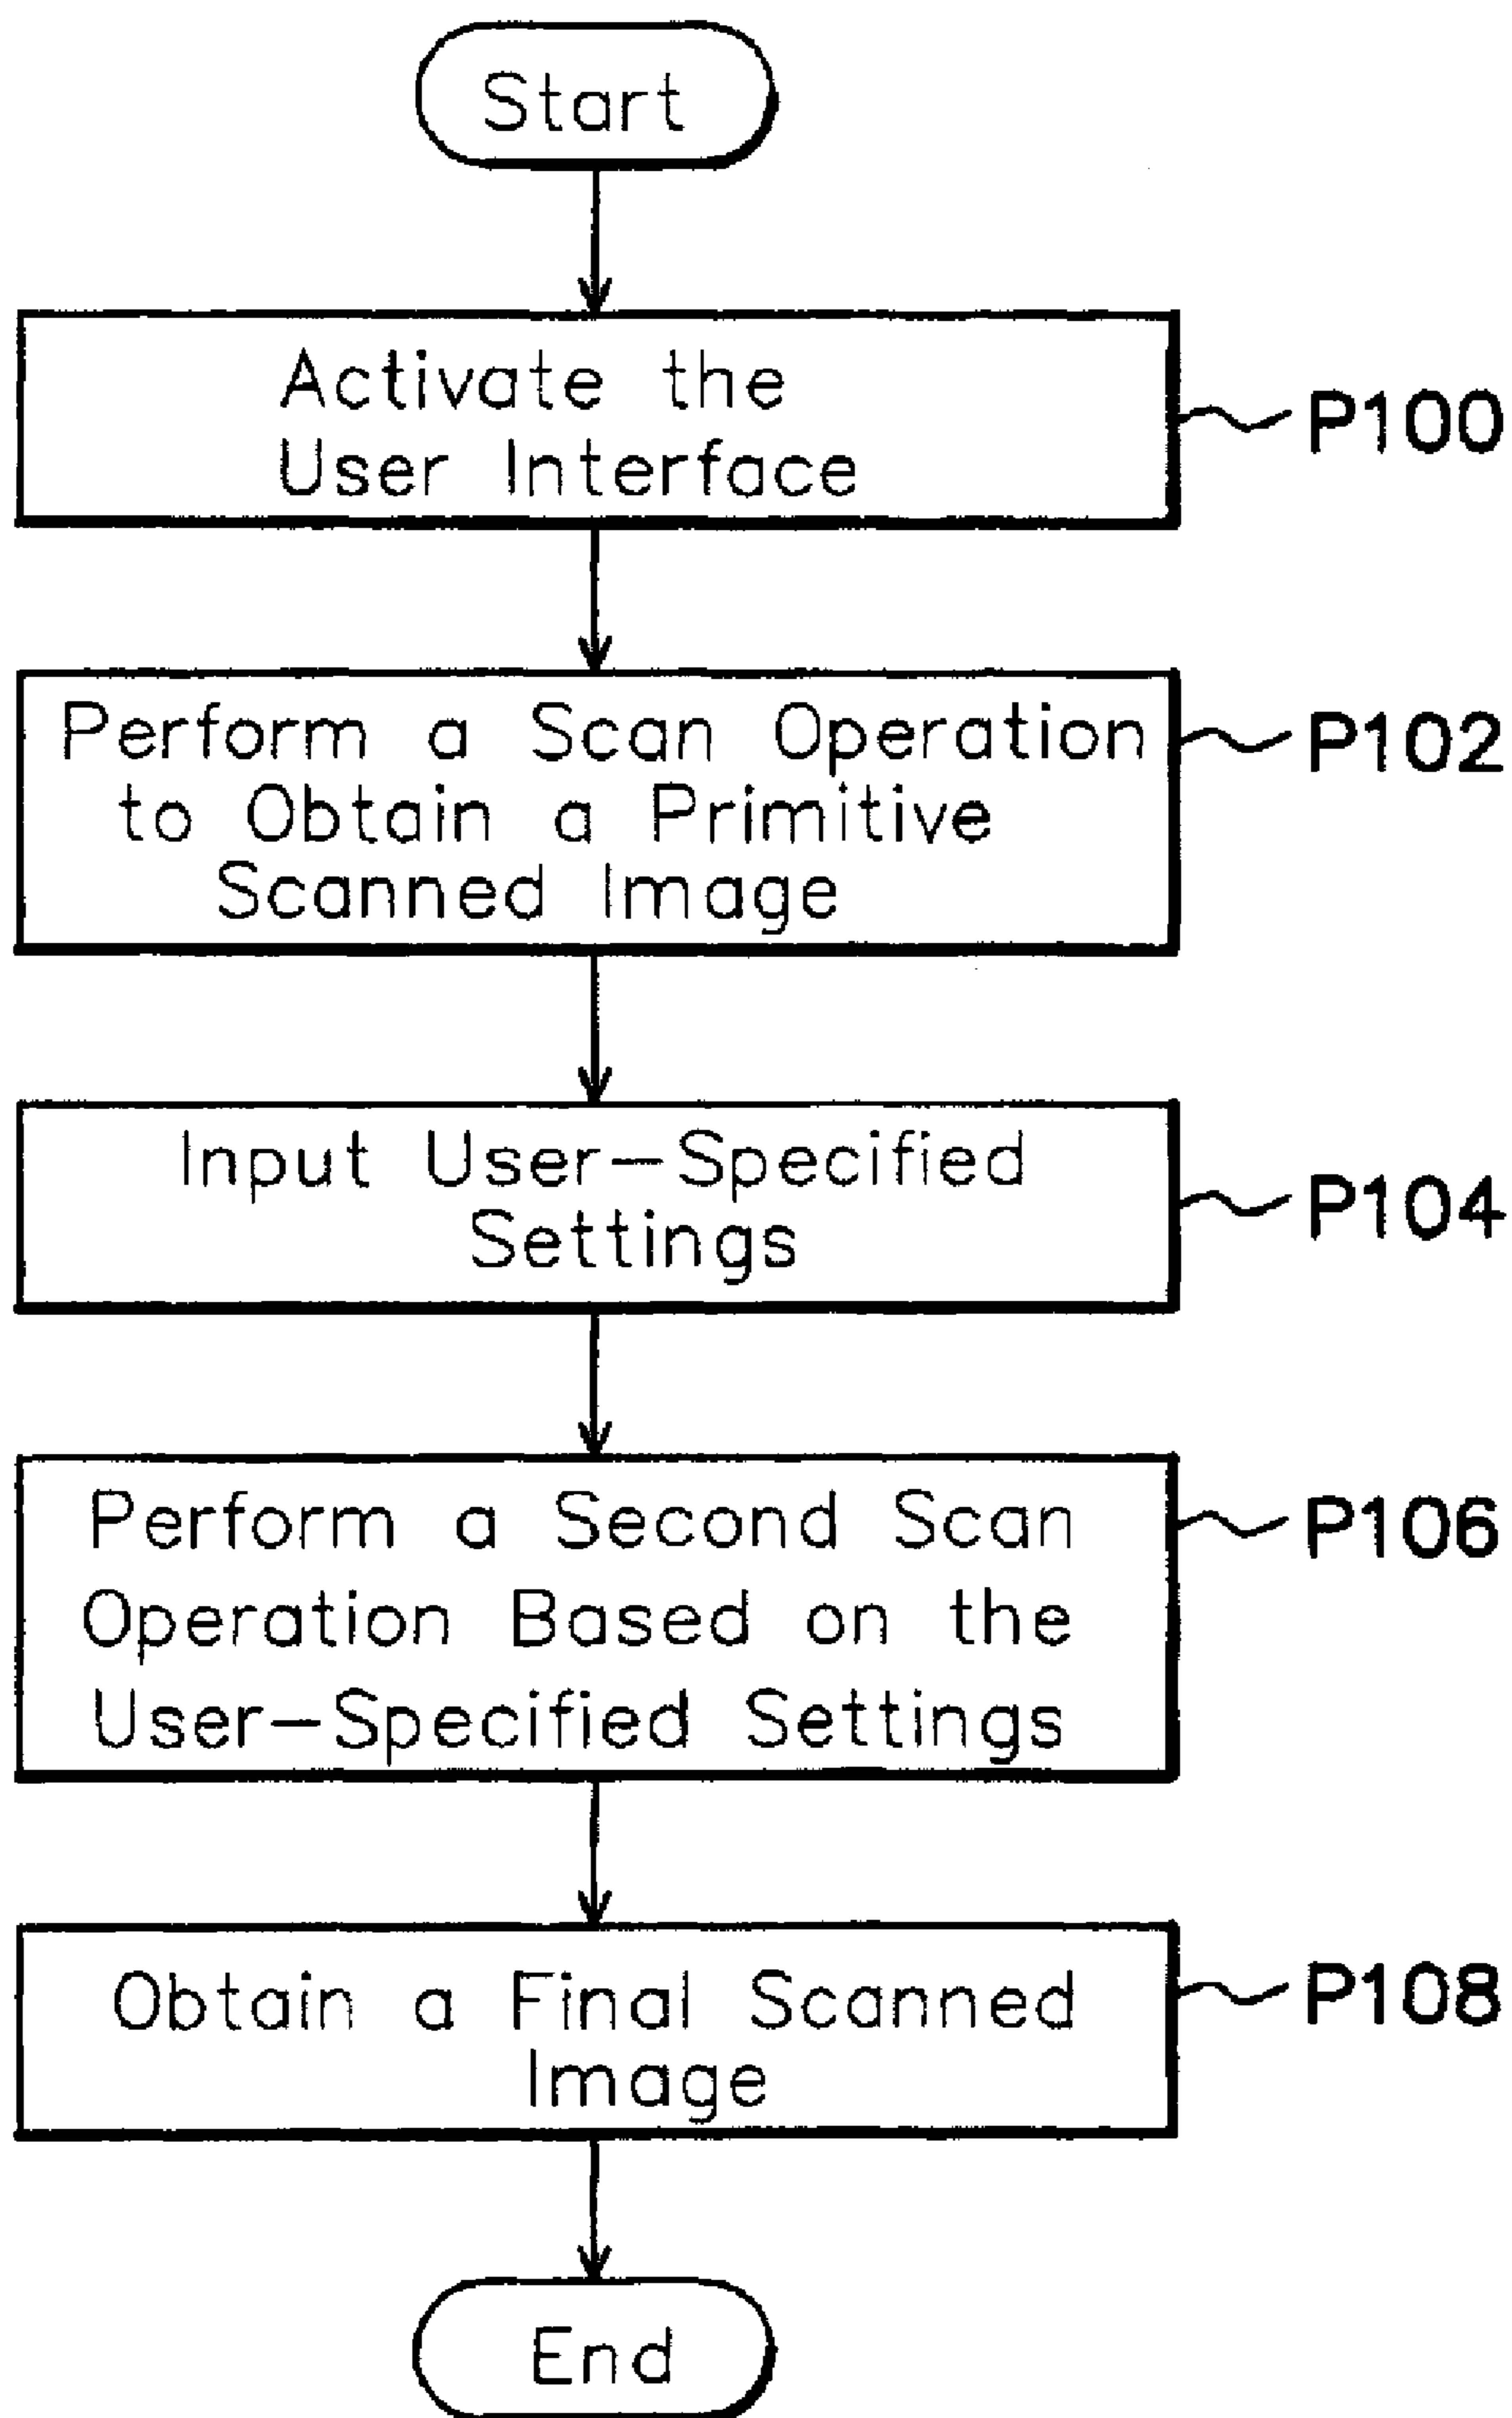 Start
Activate the
User Interface
P100
Perform a Scan Operation
to Obtain a Primitive
Scanned Image
P102
Input User-Specified
Settings
P104
Perform a Second Scan
Operation Based on the
User-Specified Settings
P106
Obtain a Final Scanned
Image
P108
End